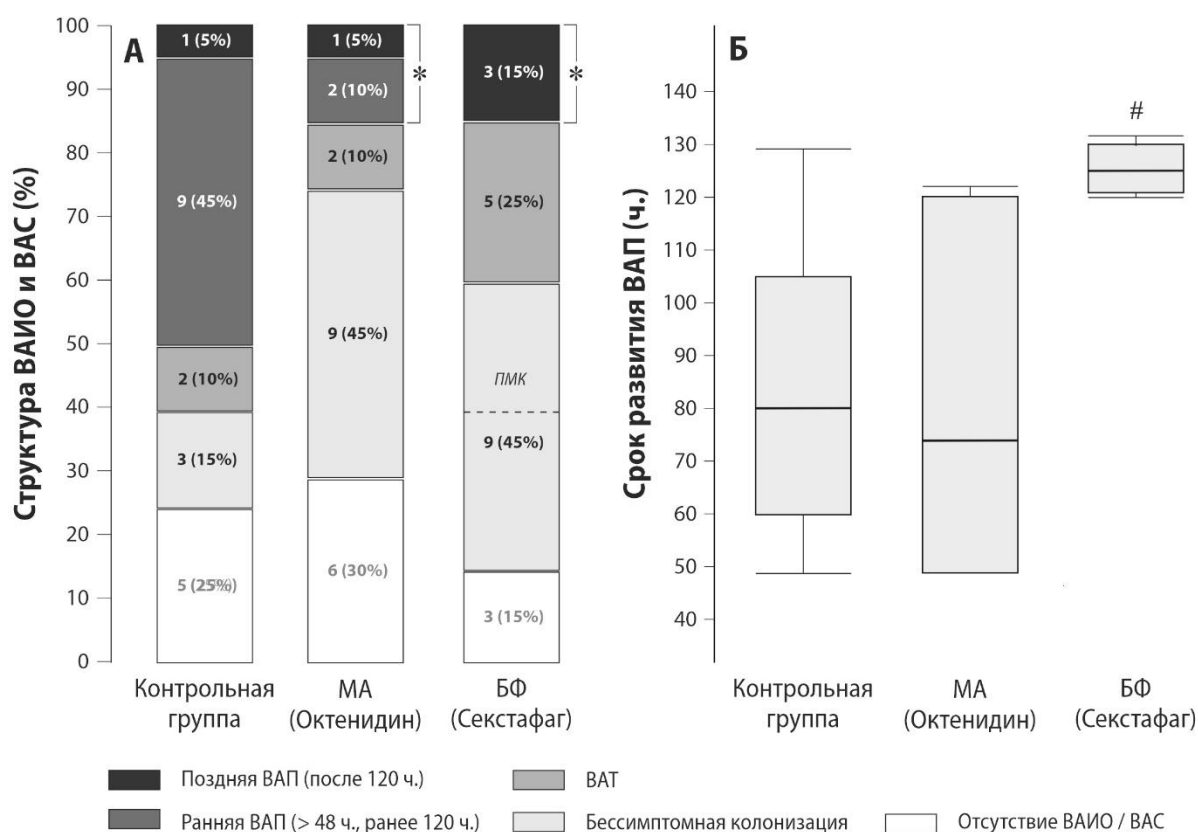 А
Структура ВАИО и ВАС (%)
100
90
80
70
60
50
40
30
20
10
0
1 (5%)
9 (45%)
2 (10%)
3 (15%)
5 (25%)
1 (5%)
2 (10%)
2 (10%)
9 (45%)
6 (30%)
*
3 (15%)
5 (25%)
ПМК
9 (45%)
3 (15%)
*
Контрольная
группа
МА
(Октенидин)
БФ
(Секстафаг)
Б
Срок развития ВАП (ч.)
140
130
120
110
100
90
80
70
60
50
40
#
Контрольная
группа
МА
(Октенидин)
БФ
(Секстафаг)
Поздняя ВАП (после 120 ч.)
ВАТ
Ранняя ВАП (> 48 ч., ранее 120 ч.)
Бессимптомная колонизация
Отсутствие ВАИО / ВАС